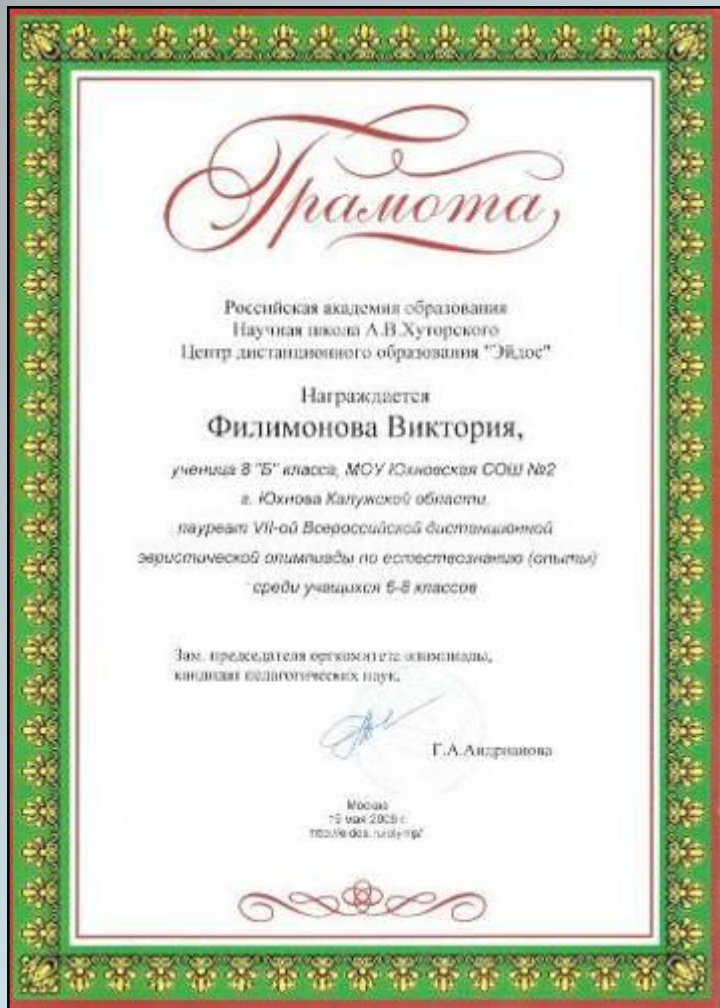 Грамота
Российская академия образования
Научная школа А.В.Хуторского
Центр дистанционного образования "Эйдос"
Награждается
Филимонова Виктория,
ученица 8 "Б" класса, МОУ Юхновская СОШ №2
г. Юхнова Калужской области,
лауреат VII-ой Всероссийской дистанционной
эвристической олимпиады по естествознанию (опыты)
среди учащихся 6-8 классов
Зам. председателя оргкомитета олимпиады,
кандидат педагогических наук,
Г.А.Андрианова
Москва
мая